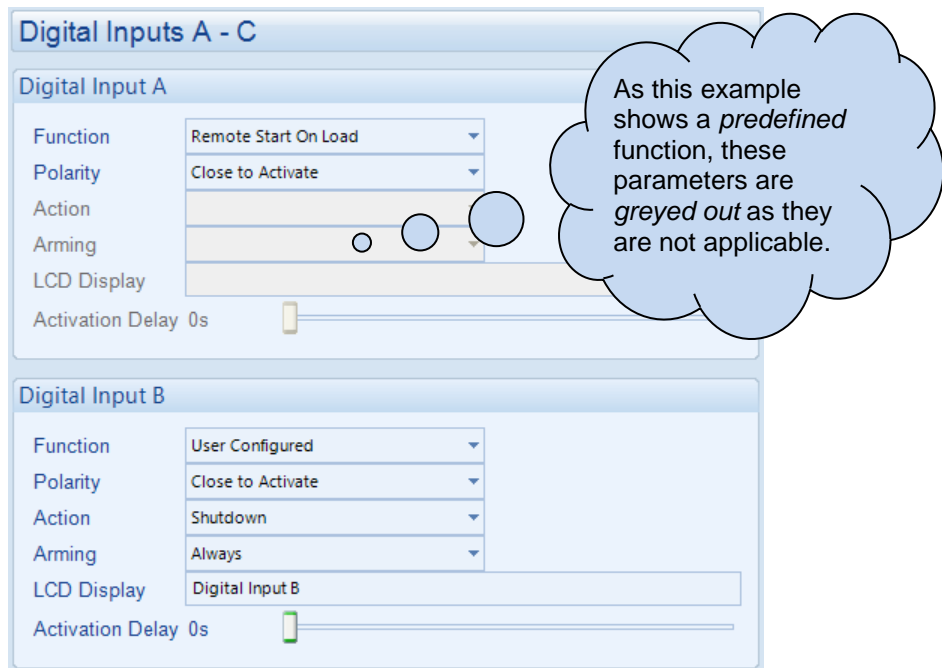 Digital Inputs A - C
Digital Input A
Function Remote Start On Load
Polarity Close to Activate
Action
Arming
LCD Display
Activation Delay 0s
As this example
shows a predefined
function, these
parameters are
greyed out as they
are not applicable.
Digital Input B
Function User Configured
Polarity Close to Activate
Action Shutdown
Arming Always
LCD Display Digital Input B
Activation Delay 0s